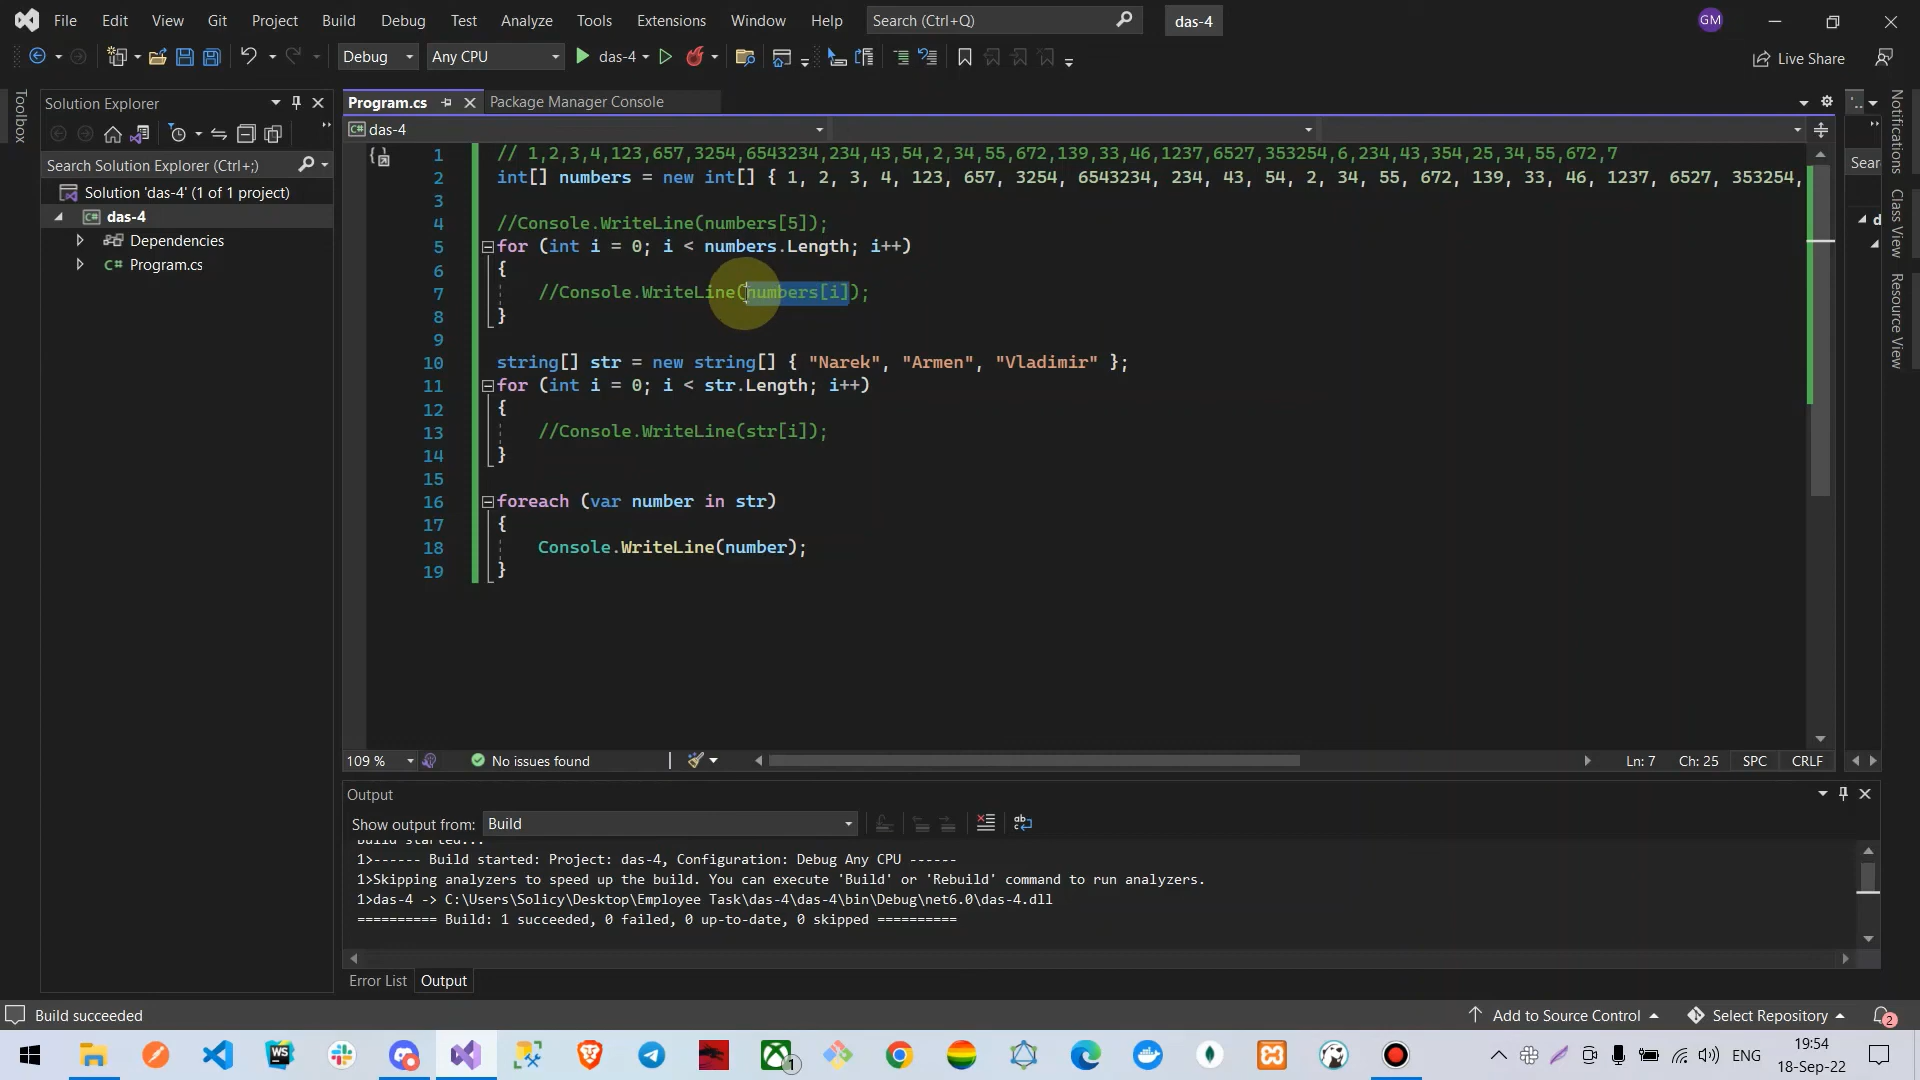 File Edit View Git Project Build Debug Test Analyze Tools Extensions Window Help Search (Ctrl+Q) das-4 GM
Debug Any CPU das-4 Live Share
Toolbox
Solution Explorer
Search Solution Explorer (Ctrl+;)
Solution 'das-4' (1 of 1 project)
das-4
Dependencies
C# Program.cs
Program.cs Package Manager Console
C# das-4
1 // 1,2,3,4,123,657,3254,6543234,234,43,54,2,34,55,672,139,33,46,1237,6527,353254,6,234,43,354,25,34,55,672,7
2 int[] numbers = new int[] { 1, 2, 3, 4, 123, 657, 3254, 6543234, 234, 43, 54, 2, 34, 55, 672, 139, 33, 46, 1237, 6527, 353254,
3
4 //Console.WriteLine(numbers[5]);
5 for (int i = 0; i < numbers.Length; i++)
6 {
7 //Console.WriteLine(numbers[i]);
8 }
9
10 string[] str = new string[] { "Narek", "Armen", "Vladimir" };
11 for (int i = 0; i < str.Length; i++)
12 {
13 //Console.WriteLine(str[i]);
14 }
15
16 foreach (var number in str)
17 {
18 Console.WriteLine(number);
19 }
109 % No issues found Ln: 7 Ch: 25 SPC CRLF
Sear
d
Notifications
Class View
Resource View
Output
Show output from: Build
Build started...
1>------ Build started: Project: das-4, Configuration: Debug Any CPU ------
1>Skipping analyzers to speed up the build. You can execute 'Build' or 'Rebuild' command to run analyzers.
1>das-4 -> C:\Users\Solicy\Desktop\Employee Task\das-4\das-4\bin\Debug\net6.0\das-4.dll
========== Build: 1 succeeded, 0 failed, 0 up-to-date, 0 skipped ==========
Error List Output
Build succeeded Add to Source Control Select Repository 2
WS 1 ENG 19:54
18-Sep-22